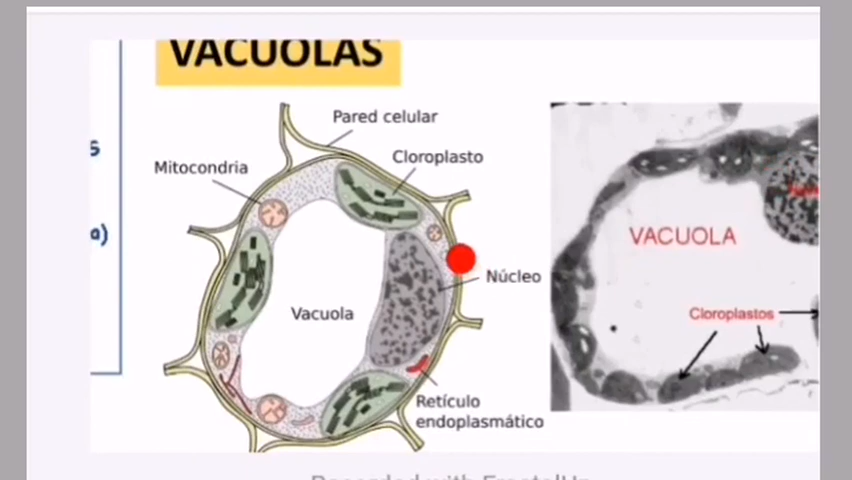 VACUOLAS
s
a)
Pared celular
Cloroplasto
Mitocondria
Núcleo
Vacuola
Retículo
endoplasmático
VACUOLA
Cloroplastos